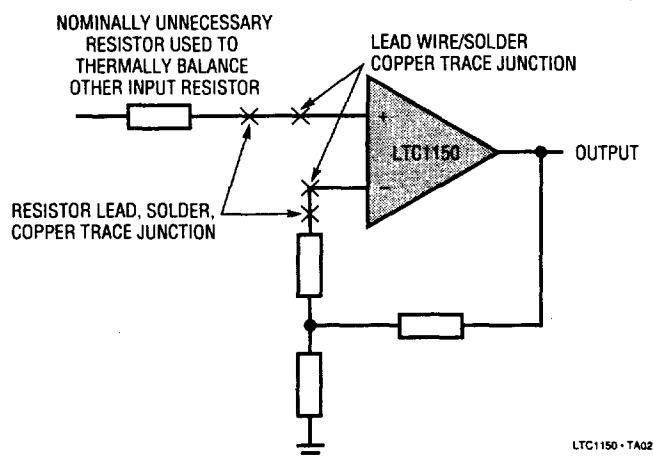 NOMINALLY UNNECESSARY
RESISTOR USED TO
THERMALLY BALANCE
OTHER INPUT RESISTOR
LEAD WIRE/SOLDER
COPPER TRACE JUNCTION
+
LTC1150
−
OUTPUT
RESISTOR LEAD, SOLDER,
COPPER TRACE JUNCTION
LTC1150 • TA02